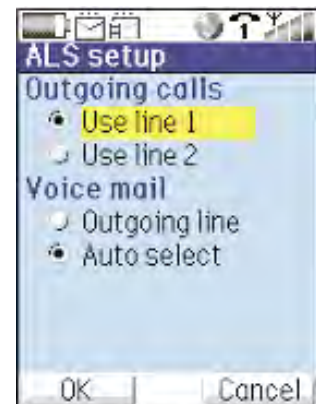 ALS setup
Outgoing calls
Use line 1
Use line 2
Voice mail
Outgoing line
Auto select
OK Cancel